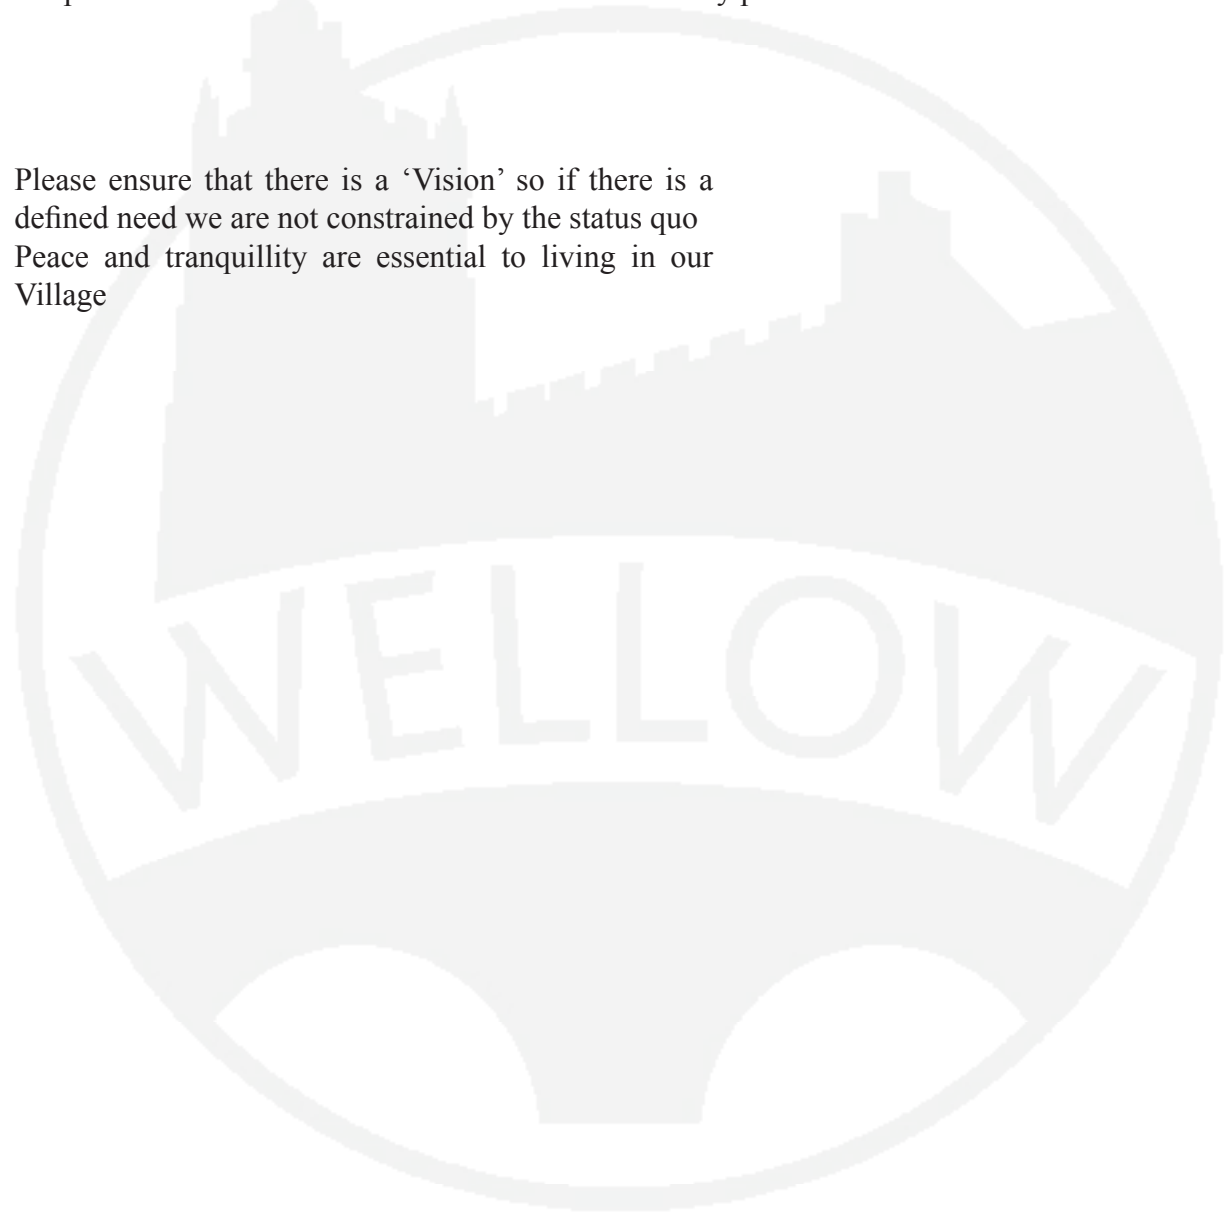 Please ensure that there is a ‘Vision’ so if there is a
defined need we are not constrained by the status quo
Peace and tranquillity are essential to living in our
Village
WELLOW